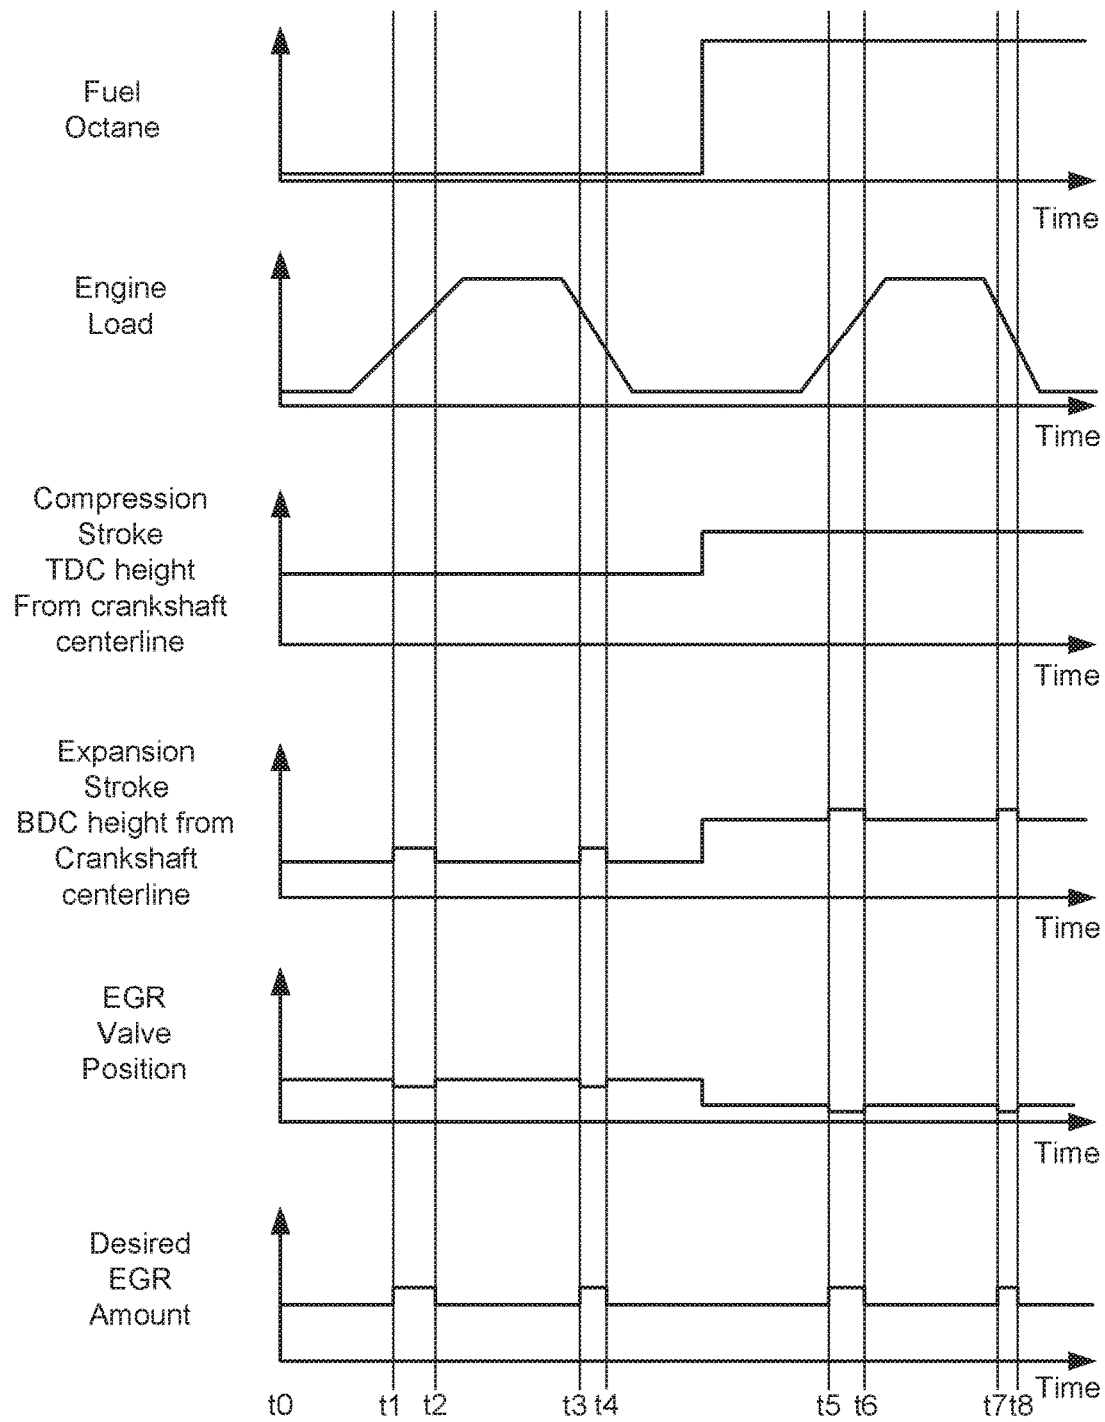 Fuel
Octane
Time
Engine
Load
Time
Compression
Stroke
TDC height
From crankshaft
centerline
Time
Expansion
Stroke
BDC height from
Crankshaft
centerline
Time
EGR
Valve
Position
Time
Desired
EGR
Amount
Time
t0 t1 t2 t3 t4 t5 t6 t7 t8